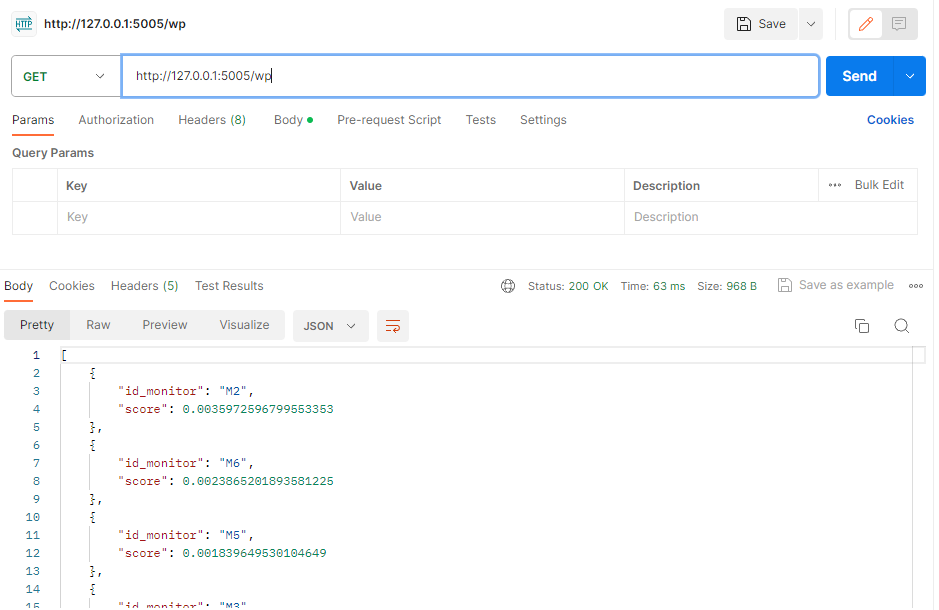 HTTP http://127.0.0.1:5005/wp Save
GET http://127.0.0.1:5005/wp Send
Params Authorization Headers (8) Body Pre-request Script Tests Settings Cookies
Query Params
Key Value Description Bulk Edit
Key Value Description
Body Cookies Headers (5) Test Results Status: 200 OK Time: 63 ms Size: 968 B Save as example
Pretty Raw Preview Visualize JSON
1 [
2 {
3 "id_monitor": "M2",
4 "score": 0.0035972596799553353
5 },
6 {
7 "id_monitor": "M6",
8 "score": 0.0023865201893581225
9 },
10 {
11 "id_monitor": "M5",
12 "score": 0.001839649530104649
13 },
14 {
15 "id_monitor": "M3"